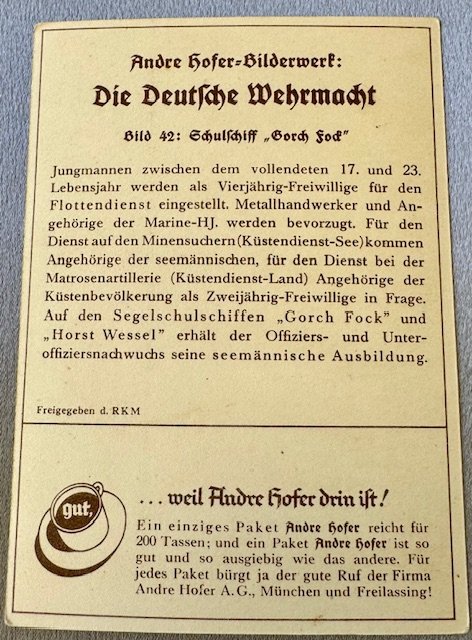 Andre Hofer-Bilderwerk:
Die Deutsche Wehrmacht
Bild 42: Schulschiff „Gorch Fock"
Jungmannen zwischen dem vollendeten 17. und 23.
Lebensjahr werden als Vierjährig-Freiwillige für den
Flottendienst eingestellt. Metallhandwerker und An-
gehörige der Marine-HJ. werden bevorzugt. Für den
Dienst auf den Minensuchern (Küstendienst-See) kommen
Angehörige der seemännischen, für den Dienst bei der
Matrosenartillerie (Küstendienst-Land) Angehörige der
Küstenbevölkerung als Zweijährig-Freiwillige in Frage.
Auf den Segelschulschiffen „Gorch Fock" und
„Horst Wessel" erhält der Offiziers- und Unter-
offiziersnachwuchs seine seemännische Ausbildung.
Freigegeben d. RKM
gut,
... weil Andre Hofer drin ist!
Ein einziges Paket Andre Hofer reicht für
200 Tassen; und ein Paket Andre Hofer ist so
gut und so ausgiebig wie das andere. Für
jedes Paket bürgt ja der gute Ruf der Firma
Andre Hofer A.G., München und Freilassing!